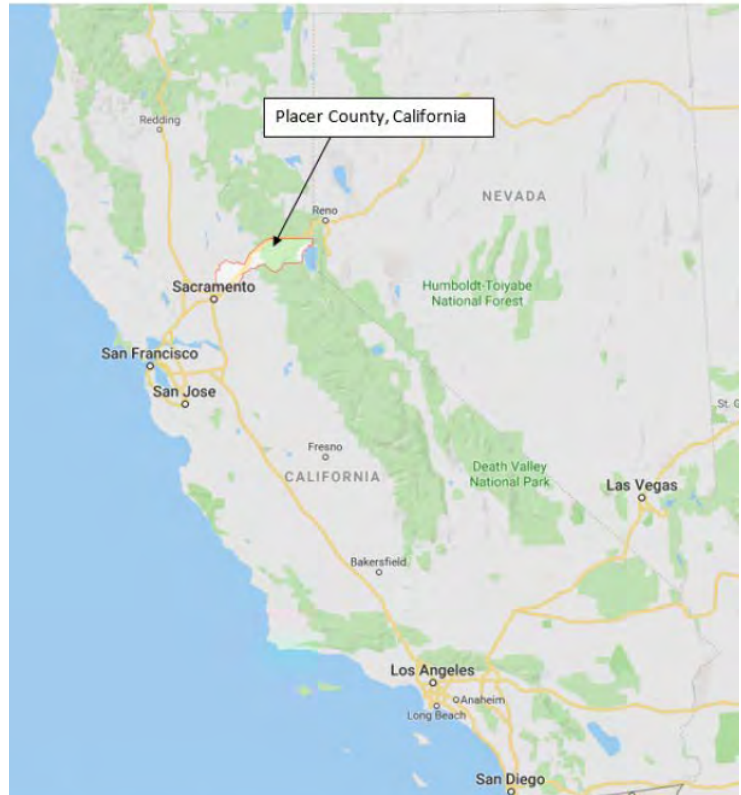 Placer County, California
Redding
Reno
NEVADA
Sacramento
Humboldt-Toiyabe
National Forest
San Francisco
San Jose
St. G
Fresno
CALIFORNIA
Death Valley
National Park
Las Vegas
Bakersfield
Los Angeles
Anaheim
Long Beach
San Diego